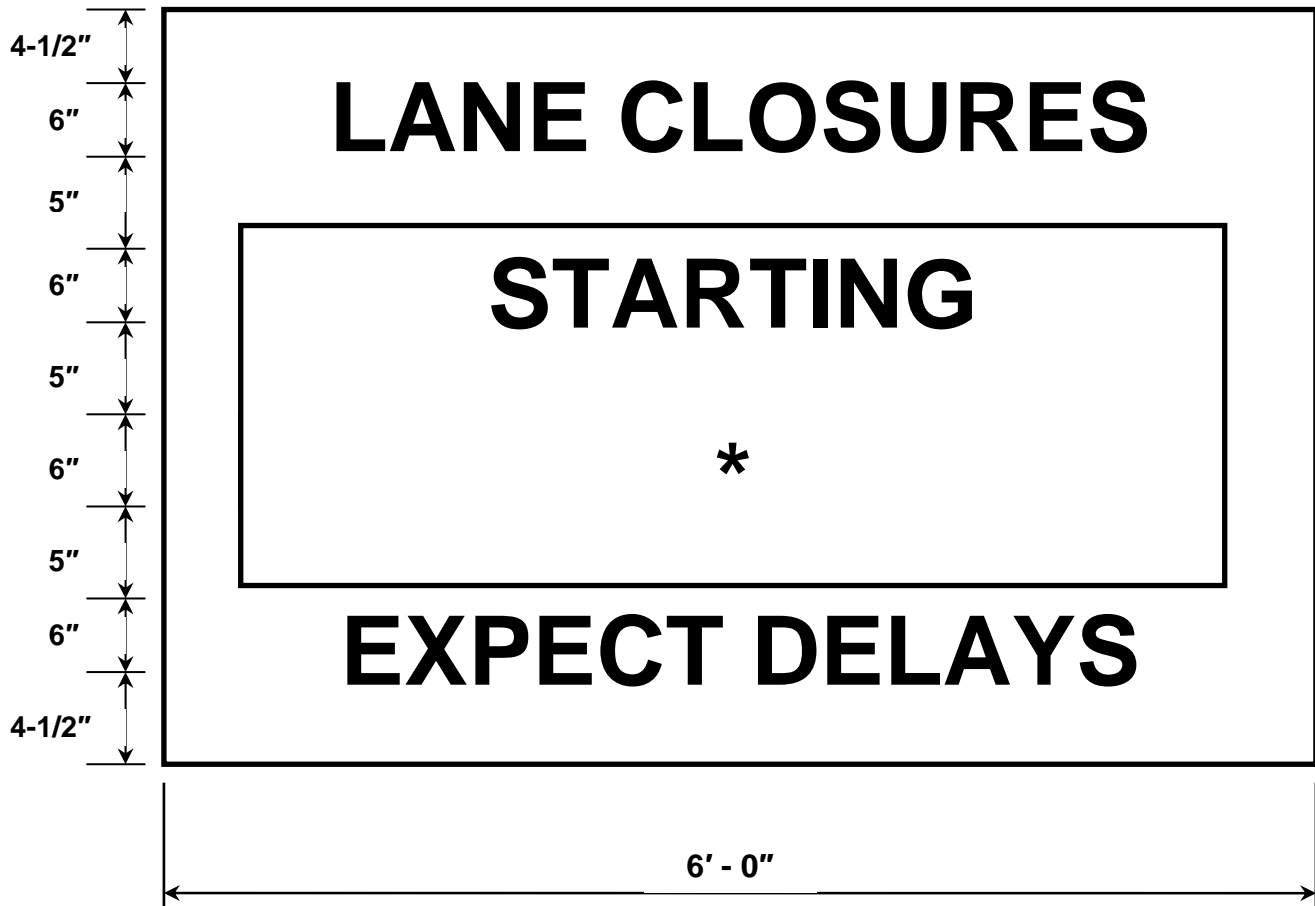 4-1/2″
LANE CLOSURES
6″
5″
STARTING
6″
5″
*
6″
5″
EXPECT DELAYS
6″
4-1/2″
6′ - 0″